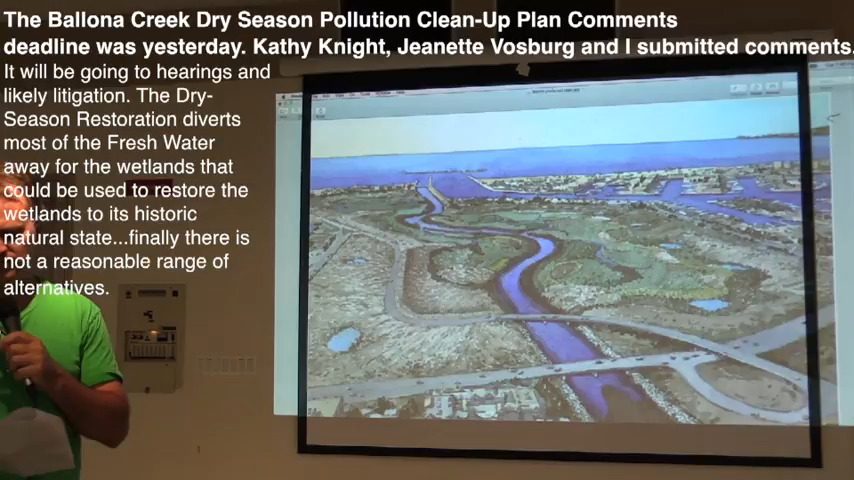 The Ballona Creek Dry Season Pollution Clean-Up Plan Comments
deadline was yesterday. Kathy Knight, Jeanette Vosburg and I submitted comments.
It will be going to hearings and
likely litigation. The Dry-
Season Restoration diverts
most of the Fresh Water
away for the wetlands that
could be used to restore the
wetlands to its historic
natural state...finally there is
not a reasonable range of
alternatives.